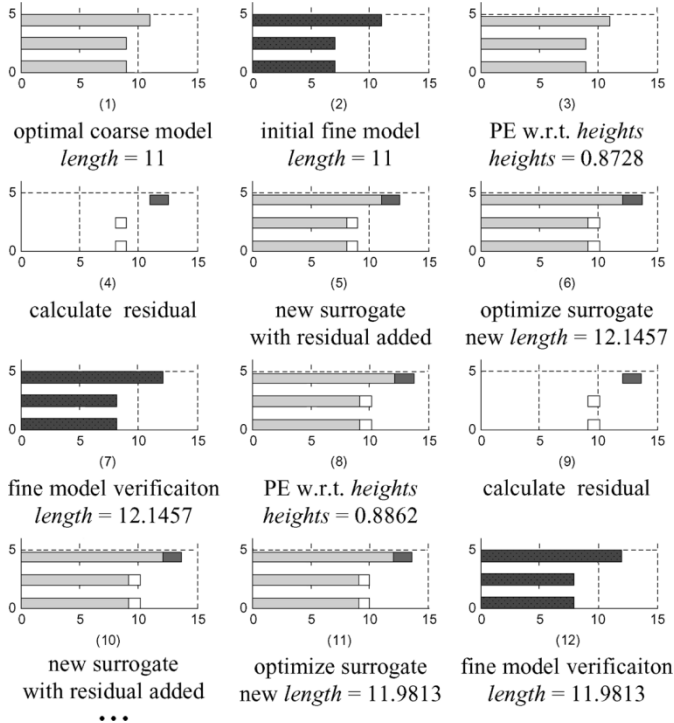 5
0
0 5 10 15
(1)
optimal coarse model
length = 11
5
0
0 5 10 15
(2)
initial fine model
length = 11
5
0
0 5 10 15
(3)
PE w.r.t. heights
heights = 0.8728
5
0
0 5 10 15
(4)
calculate residual
5
0
0 5 10 15
(5)
new surrogate
with residual added
5
0
0 5 10 15
(6)
optimize surrogate
new length = 12.1457
5
0
0 5 10 15
(7)
fine model verificaiton
length = 12.1457
5
0
0 5 10 15
(8)
PE w.r.t. heights
heights = 0.8862
5
0
0 5 10 15
(9)
calculate residual
5
0
0 5 10 15
(10)
new surrogate
with residual added
5
0
0 5 10 15
(11)
optimize surrogate
new length = 11.9813
5
0
0 5 10 15
(12)
fine model verificaiton
length = 11.9813
• • •